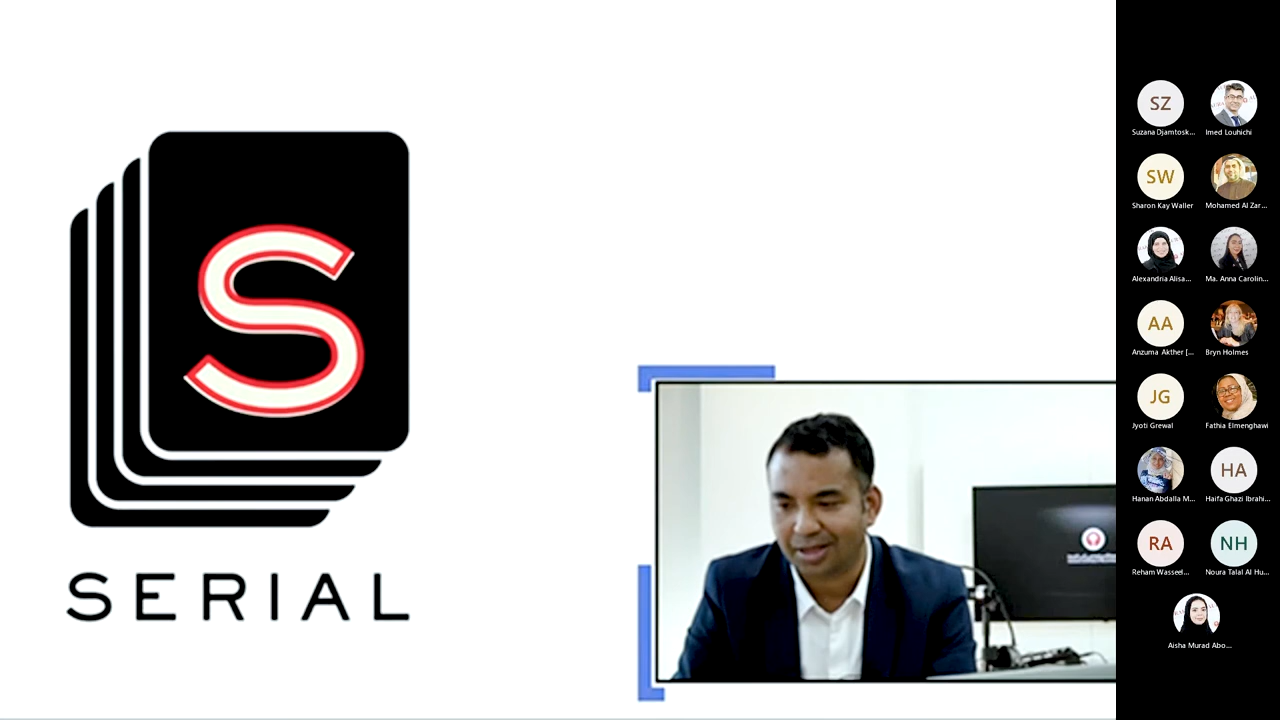 S
SERIAL
SZ
Suzana Djamtosk...
Imed Louhichi
SW
Sharon Kay Waller
Mohamed Al Zar...
Alexandria Alisa...
Ma. Anna Carolin...
AA
Anzuma Akther [...
Bryn Holmes
JG
Jyoti Grewal
Fathia Elmenghawi
Hanan Abdalla M...
HA
Haifa Ghazi Ibrahi...
RA
Reham Wasseel...
NH
Noura Talal Al Hu...
Aisha Murad Abo...